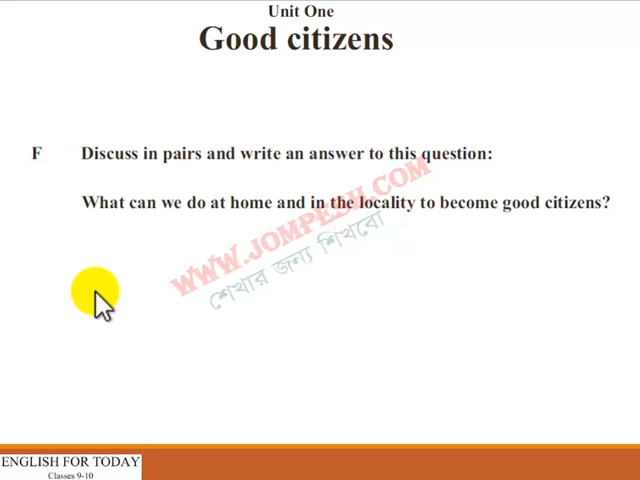 Unit One
Good citizens
F Discuss in pairs and write an answer to this question:
What can we do at home and in the locality to become good citizens?
WWW.JOMPESH.COM
শেখার জন্য শিখবো
ENGLISH FOR TODAY
Classes 9-10